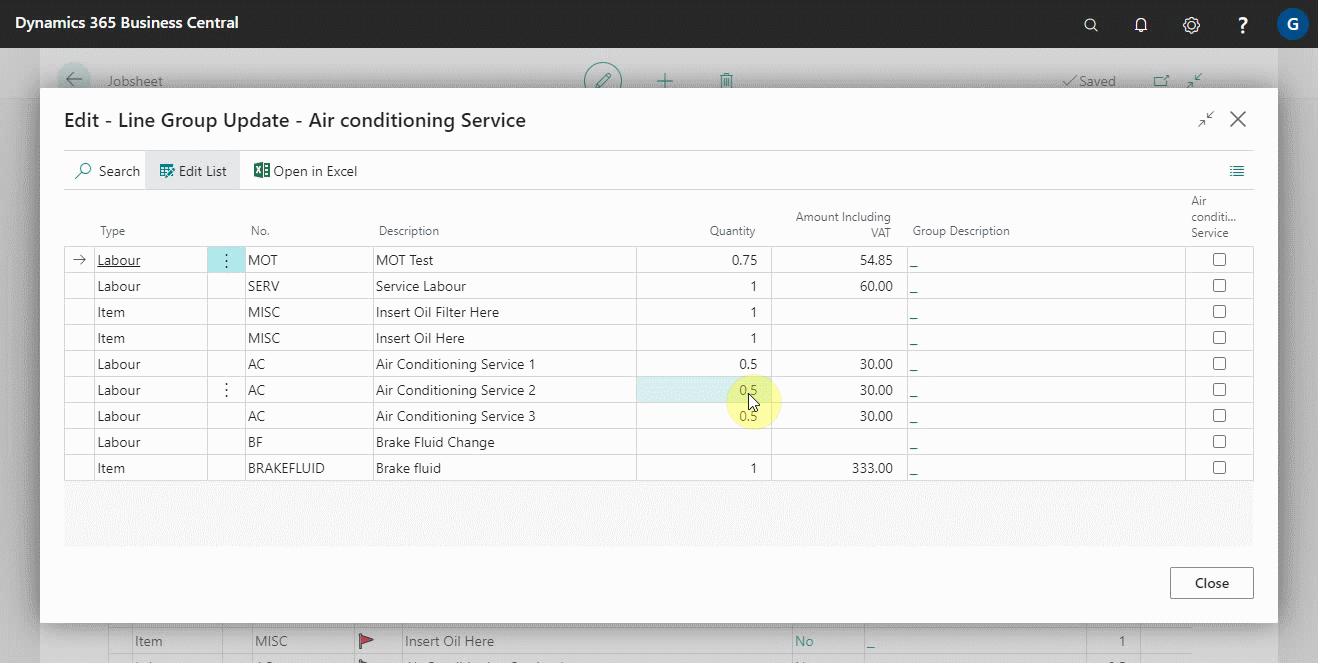 Dynamics 365 Business Central
? G
Jobsheet Saved
Edit - Line Group Update - Air conditioning Service
Search Edit List Open in Excel
Type No. Description Quantity Amount Including VAT Group Description Air conditi... Service
Labour MOT MOT Test 0.75 54.85 _
Labour SERV Service Labour 1 60.00 _
Item MISC Insert Oil Filter Here 1 _
Item MISC Insert Oil Here 1 _
Labour AC Air Conditioning Service 1 0.5 30.00 _
Labour AC Air Conditioning Service 2 0.5 30.00 _
Labour AC Air Conditioning Service 3 0.5 30.00 _
Labour BF Brake Fluid Change _
Item BRAKEFLUID Brake fluid 1 333.00 _
Close
Item MISC Insert Oil Here No _ 1